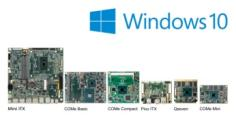 Windows 10
Mini ITX
COMe Basic
COMe Compact
Pico ITX
Qseven
COMe Mini